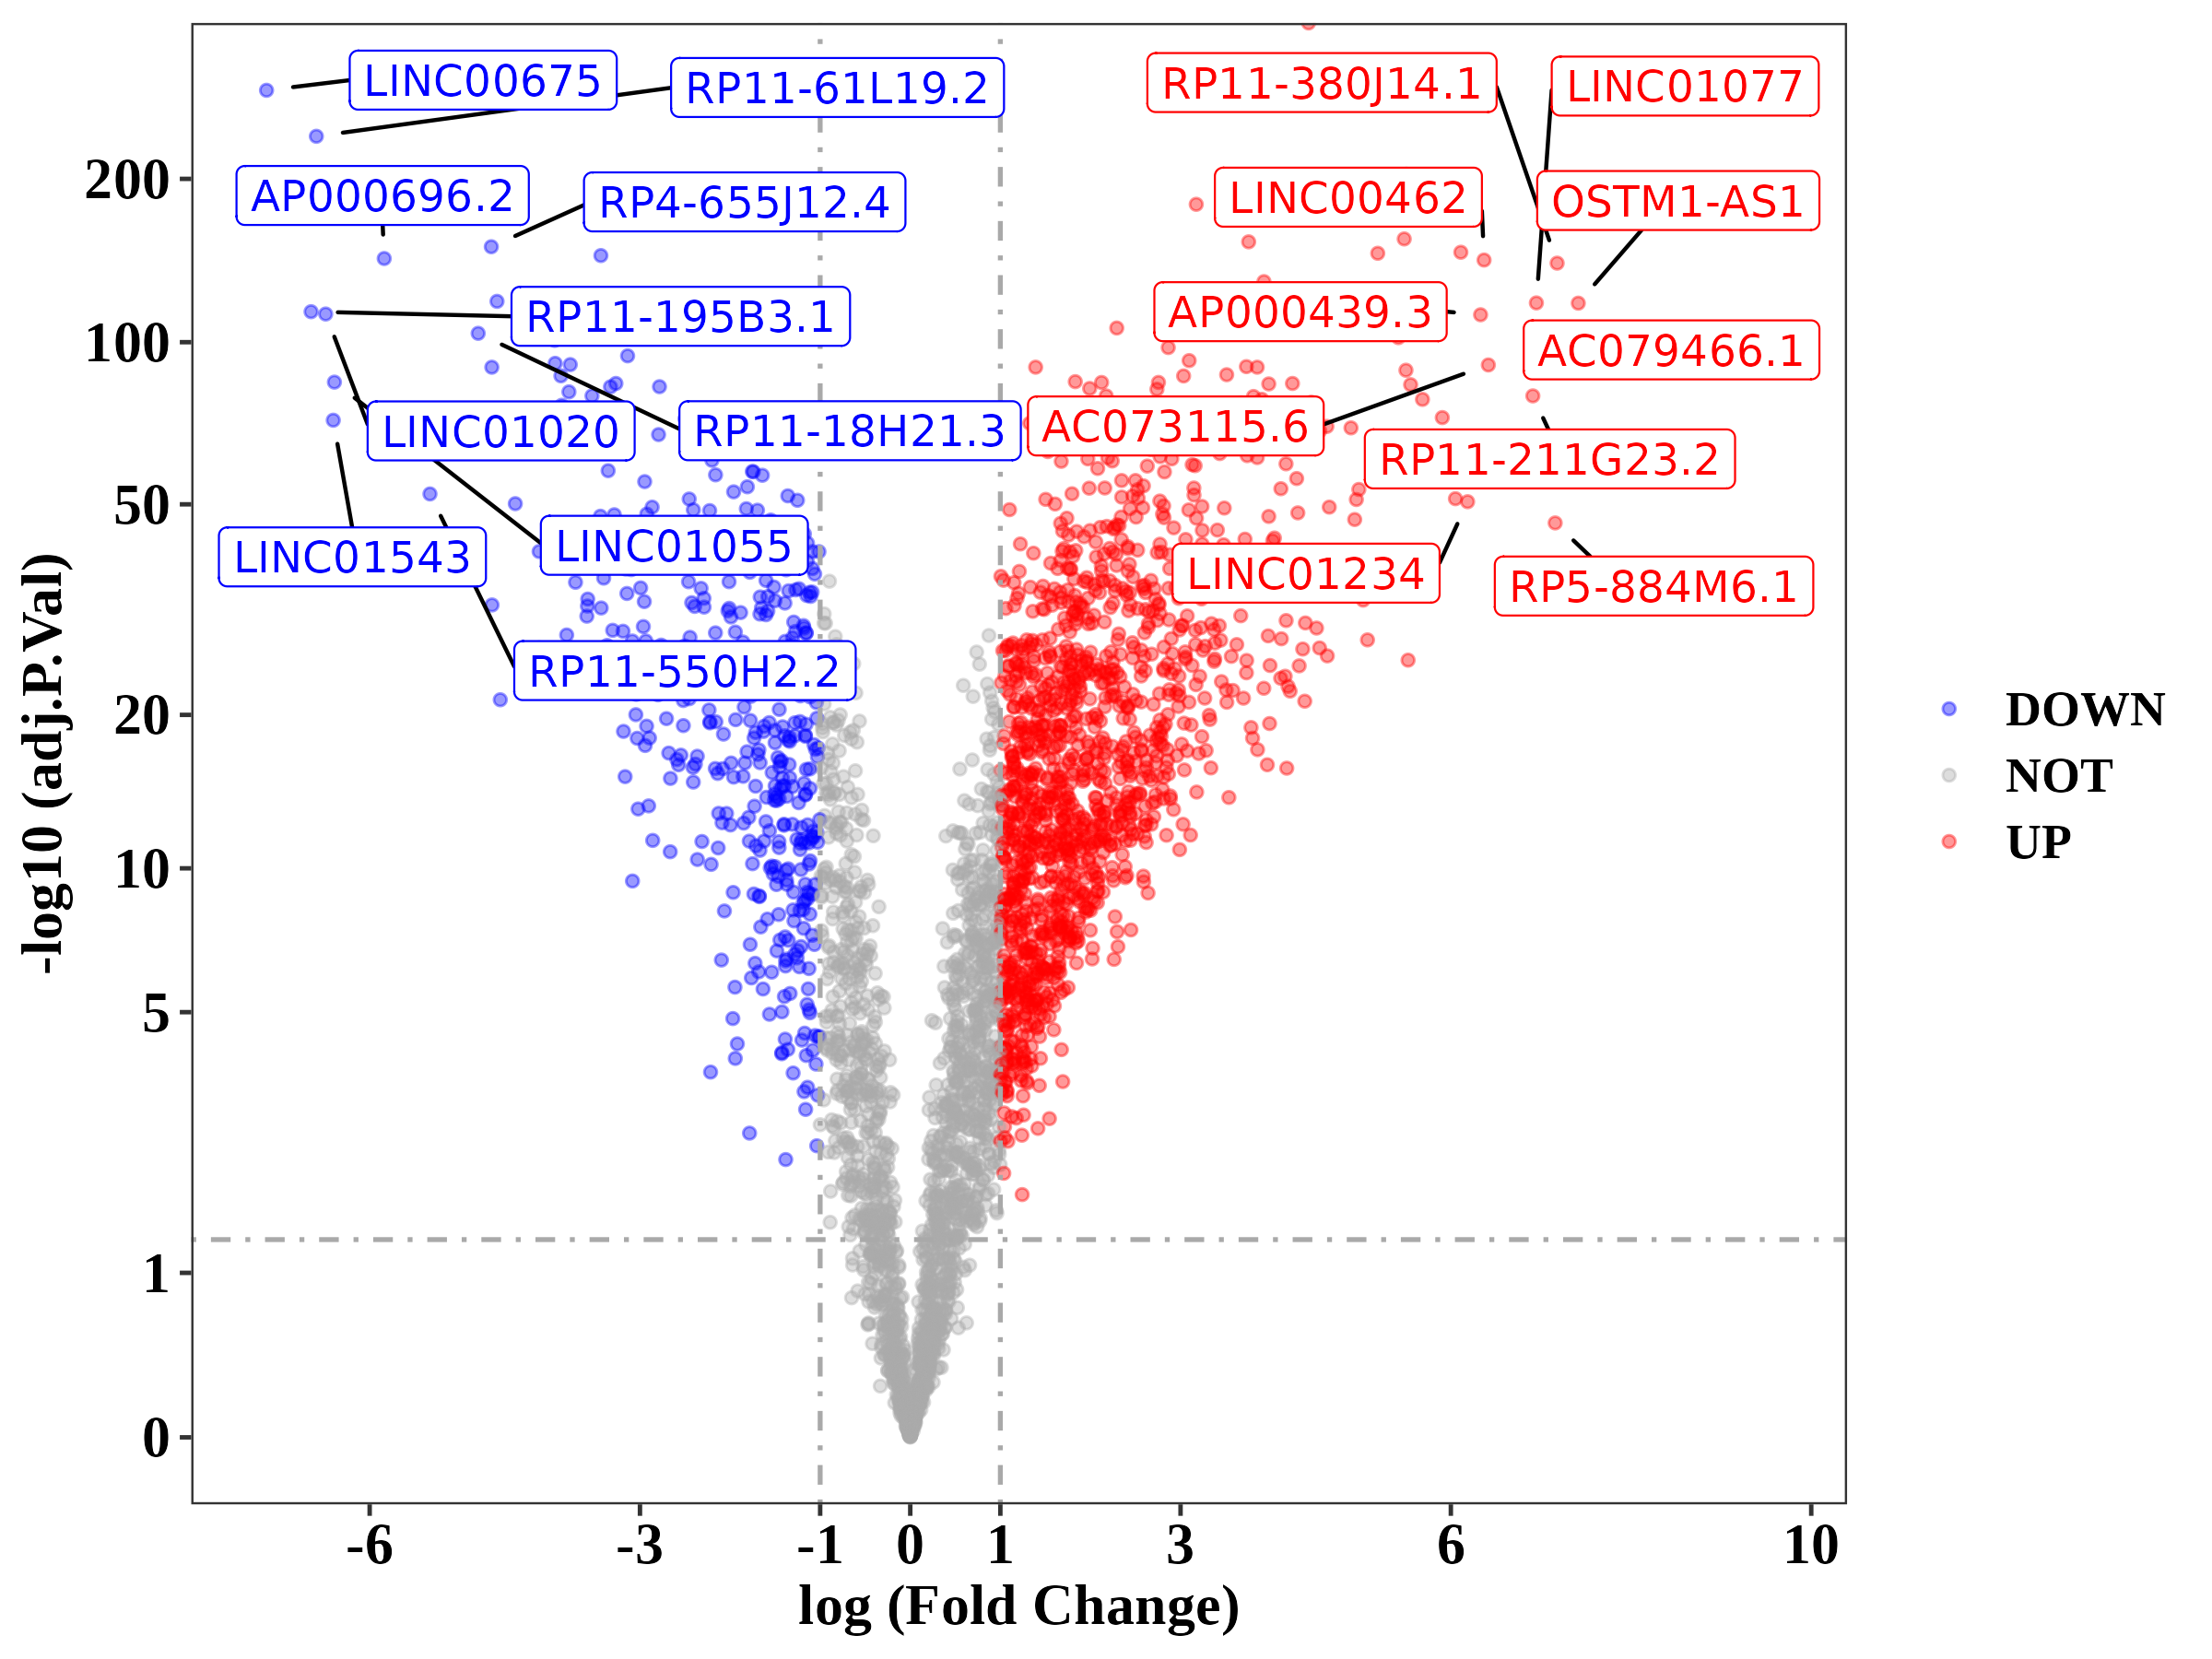 LINC00675
RP11-61L19.2
RP11-380J14.1
LINC01077
AP000696.2
RP4-655J12.4
LINC00462
OSTM1-AS1
RP11-195B3.1
AP000439.3
AC079466.1
LINC01020
RP11-18H21.3
AC073115.6
RP11-211G23.2
LINC01543
LINC01055
LINC01234
RP5-884M6.1
RP11-550H2.2
200
100
50
20
10
5
1
0
-log10 (adj.P.Val)
-6 -3 -1 0 1 3 6 10
log (Fold Change)
DOWN
NOT
UP